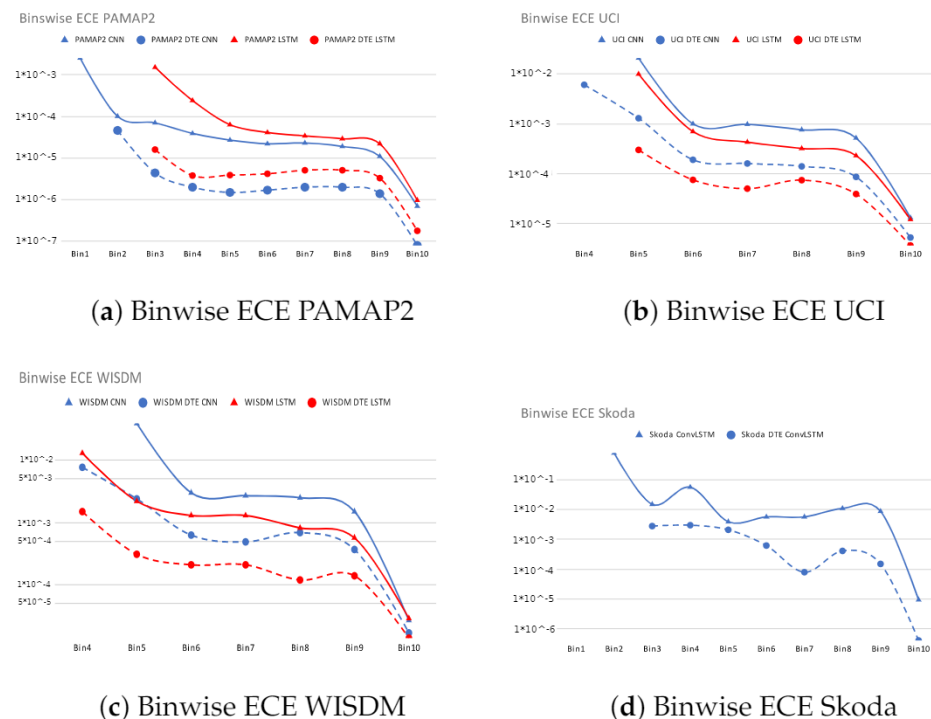 Binswise ECE PAMAP2
PAMAP2 CNN PAMAP2 DTE CNN PAMAP2 LSTM PAMAP2 DTE LSTM
1*10^-3
1*10^-4
1*10^-5
1*10^-6
1*10^-7
Bin1 Bin2 Bin3 Bin4 Bin5 Bin6 Bin7 Bin8 Bin9 Bin10
(a) Binwise ECE PAMAP2
Binwise ECE UCI
UCI CNN UCI DTE CNN UCI LSTM UCI DTE LSTM
1*10^-2
1*10^-3
1*10^-4
1*10^-5
Bin4 Bin5 Bin6 Bin7 Bin8 Bin9 Bin10
(b) Binwise ECE UCI
Binwise ECE WISDM
WISDM CNN WISDM DTE CNN WISDM LSTM WISDM DTE LSTM
1*10^-2
5*10^-3
1*10^-3
5*10^-4
1*10^-4
5*10^-5
Bin4 Bin5 Bin6 Bin7 Bin8 Bin9 Bin10
(c) Binwise ECE WISDM
Binwise ECE Skoda
Skoda ConvLSTM Skoda DTE ConvLSTM
1*10^-1
1*10^-2
1*10^-3
1*10^-4
1*10^-5
1*10^-6
Bin1 Bin2 Bin3 Bin4 Bin5 Bin6 Bin7 Bin8 Bin9 Bin10
(d) Binwise ECE Skoda